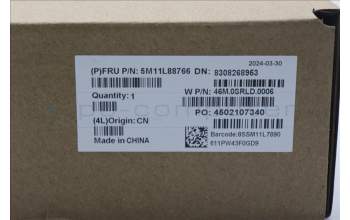 2024-03-30
(P)FRU P/N: 5M11L88766 DN: 8308268963
Quantity: 1
W P/N: 46M.0SRLD.0006
PO: 4502107340
(4L)Origin: CN
Barcode:8SSM11L7890
Made in CHINA
611PW43F0GD9